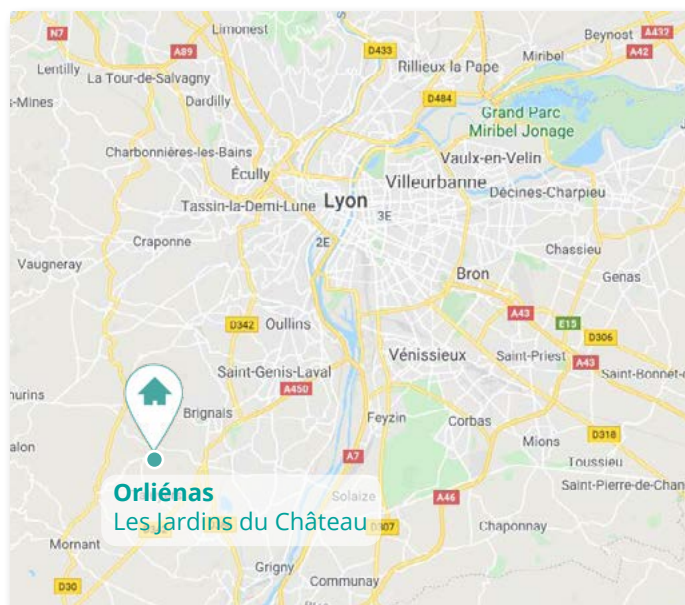 Limonest
N7
A89
D433
Beynost
A432
A42
Lentilly
La Tour-de-Salvagny
Rillieux la Pape
Miribel
Dardilly
D484
-Mines
Grand Parc
Miribel Jonage
Charbonnières-les-Bains
Vaulx-en-Velin
Écully
Villeurbanne
Décines-Charpieu
Tassin-la-Demi-Lune
Lyon
3E
2E
Craponne
Chassieu
Vaugneray
Bron
Genas
A43
E15
D342
Oullins
D306
Vénissieux
Saint-Priest
A43
Saint-Genis-Laval
Saint-Bonnet-
A450
urins
Brignais
Feyzin
Corbas
D318
Mions
alon
A7
Toussieu
Orliénas
Les Jardins du Château
Solaize
A46
Saint-Pierre-de-Chan
D307
Chaponnay
Mornant
Grigny
D30
Communay